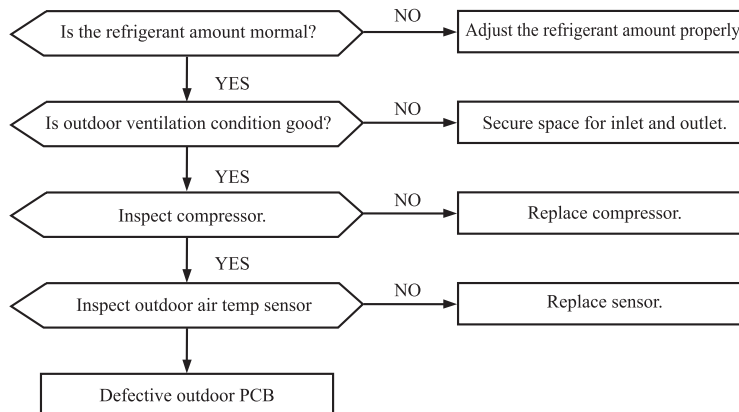 Is the refrigerant amount mormal?
NO
Adjust the refrigerant amount properly
YES
Is outdoor ventilation condition good?
NO
Secure space for inlet and outlet.
YES
Inspect compressor.
NO
Replace compressor.
YES
Inspect outdoor air temp sensor
NO
Replace sensor.
Defective outdoor PCB